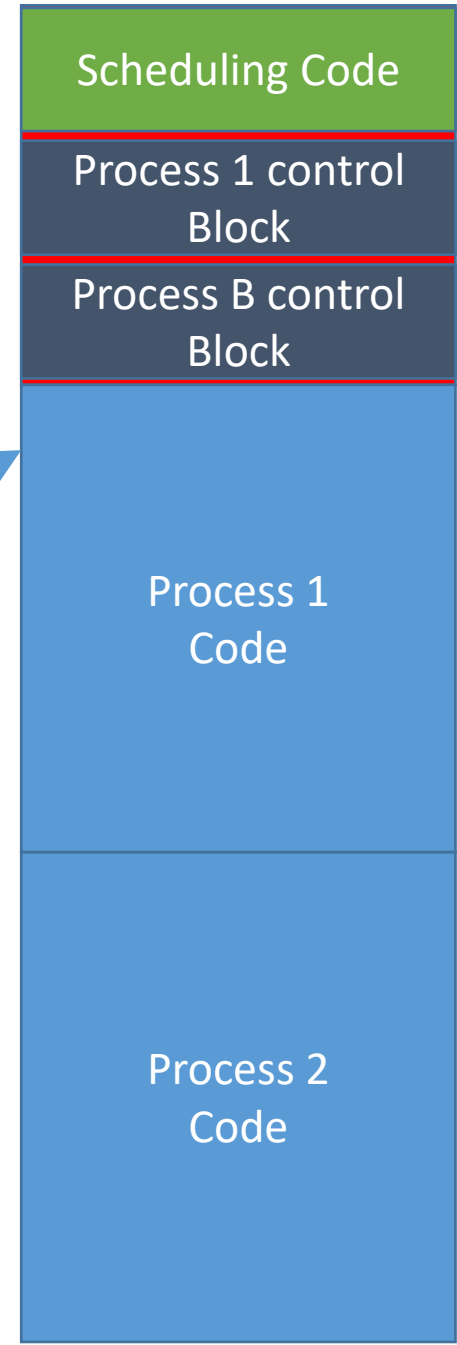 Scheduling Code
Process 1 control
Block
Process B control
Block
Process 1
Code
Process 2
Code